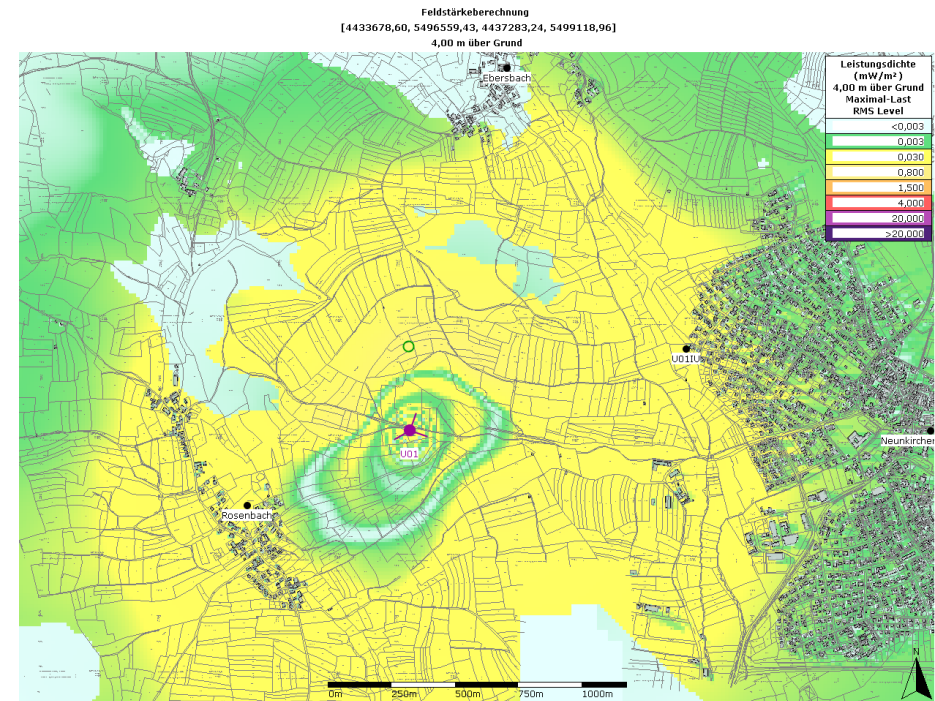 Feldstärkeberechnung
[4433678,60, 5496559,43, 4437283,24, 5499118,96]
4,00 m über Grund
Leistungsdichte
(mW/m²)
4,00 m über Grund
Maximal-Last
RMS Level
<0,003
0,003
0,030
0,800
1,500
4,000
20,000
>20,000
Ebersbach
U01IU
Neunkirchen
U01
Rosenbach
N
0m 250m 500m 750m 1000m